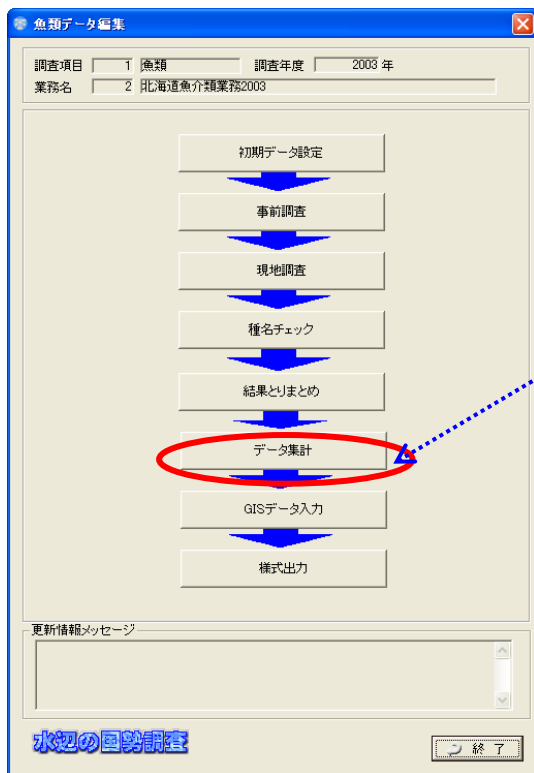 魚類データ編集
調査項目 1 魚類 調査年度 2003 年
業務名 2 北海道魚介類業務2003
初期データ設定
事前調査
現地調査
種名チェック
結果とりまとめ
データ集計
GISデータ入力
様式出力
更新情報メッセージ
水辺の国勢調査
終 了